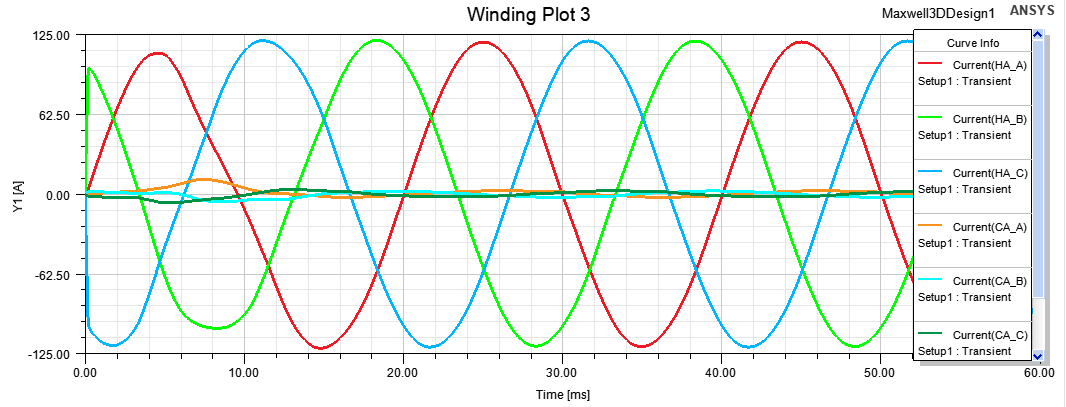 Winding Plot 3
Maxwell3DDesign1
ANSYS
125.00
62.50
0.00
-62.50
-125.00
Y1 [A]
0.00
10.00
20.00
30.00
40.00
50.00
60.00
Time [ms]
Curve Info
Current(HA_A)
Setup1 : Transient
Current(HA_B)
Setup1 : Transient
Current(HA_C)
Setup1 : Transient
Current(CA_A)
Setup1 : Transient
Current(CA_B)
Setup1 : Transient
Current(CA_C)
Setup1 : Transient